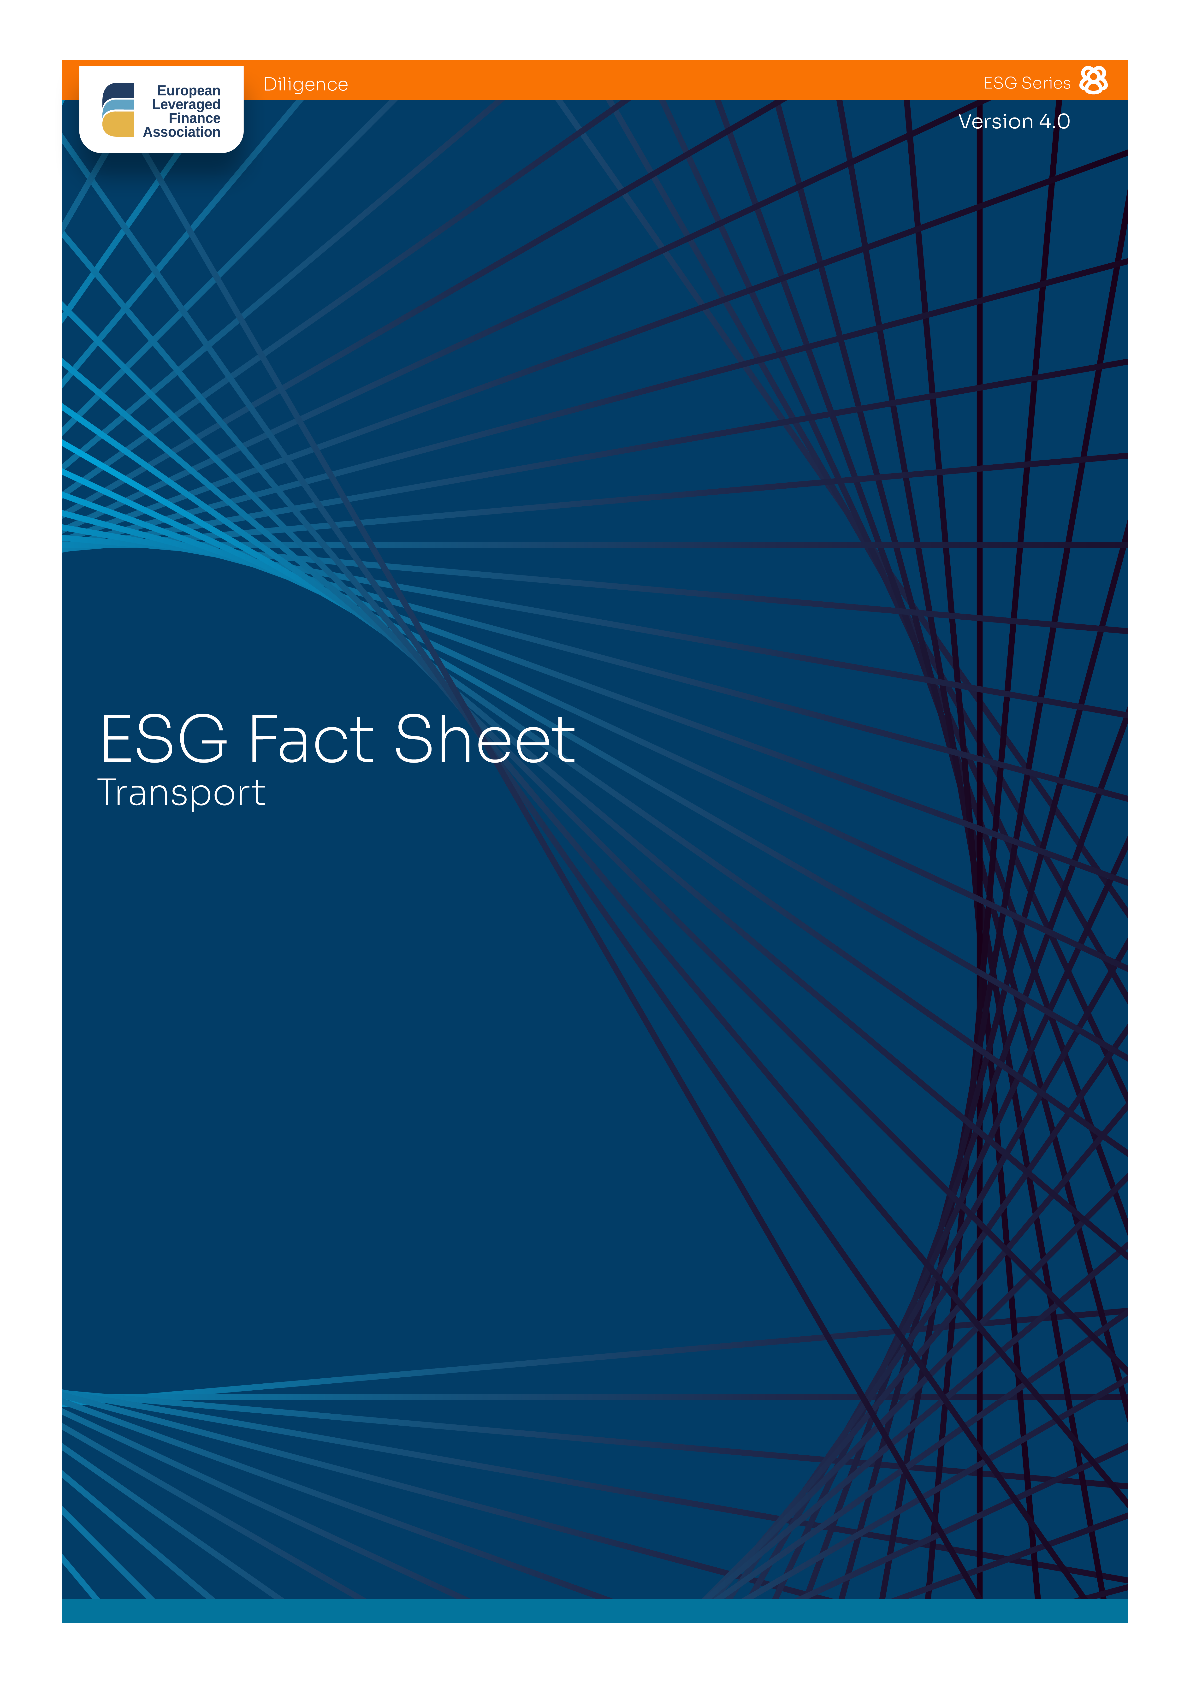 European
Leveraged
Finance
Association
Diligence
ESG Series
Version 4.0
ESG Fact Sheet
Transport